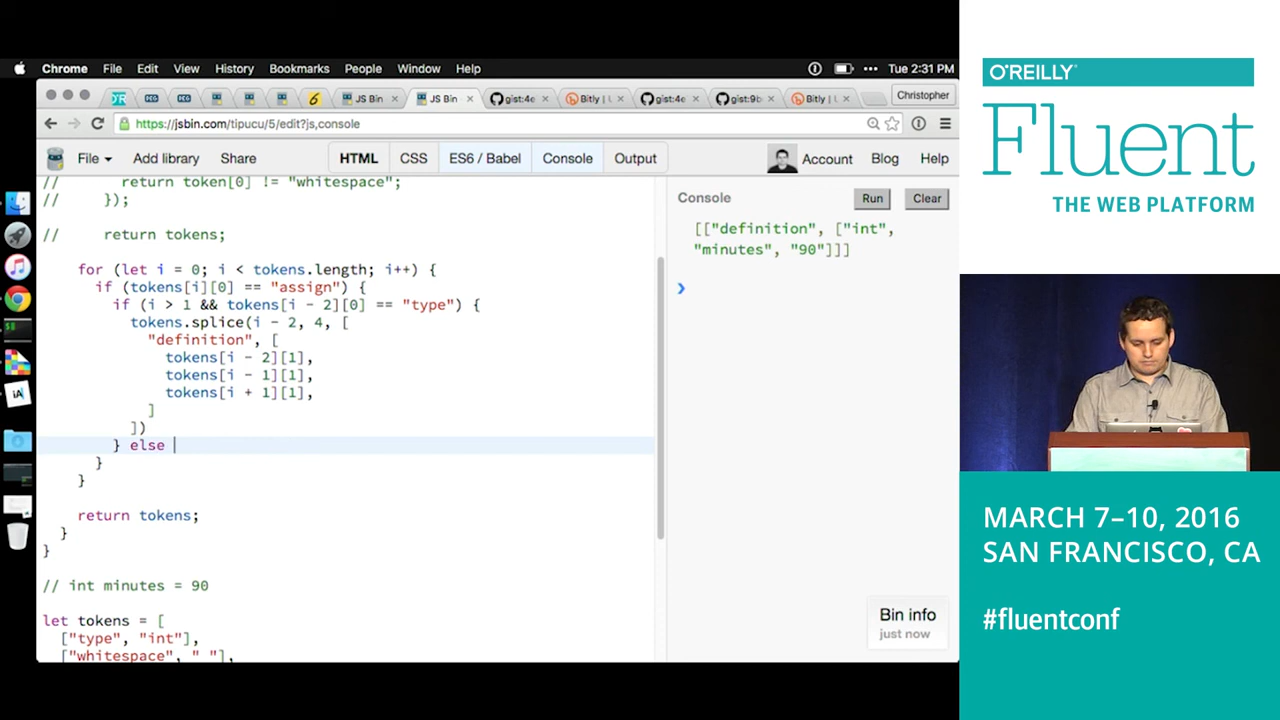 Chrome File Edit View History Bookmarks People Window Help Tue 2:31 PM
JS Bin JS Bin gist:4e gist:4e gist:9b Christopher
https://jsbin.com/tipucu/5/edit?js,console
File Add library Share HTML CSS ES6 / Babel Console Output Account Blog Help
//       return token[0] != "whitespace";
//     });
//     return tokens;
for (let i = 0; i < tokens.length; i++) {
if (tokens[i][0] == "assign") {
if (i > 1 && tokens[i - 2][0] == "type") {
tokens.splice(i - 2, 4, [
"definition", [
tokens[i - 2][1],
tokens[i - 1][1],
tokens[i + 1][1],
]
])
} else
}
}
return tokens;
}
}
// int minutes = 90
let tokens = [
["type", "int"],
["whitespace", " "],
Console Run Clear
[["definition", ["int",
"minutes", "90"]]]
Bin info
just now
O'REILLY
Fluent
THE WEB PLATFORM
MARCH 7–10, 2016
SAN FRANCISCO, CA
#fluentconf